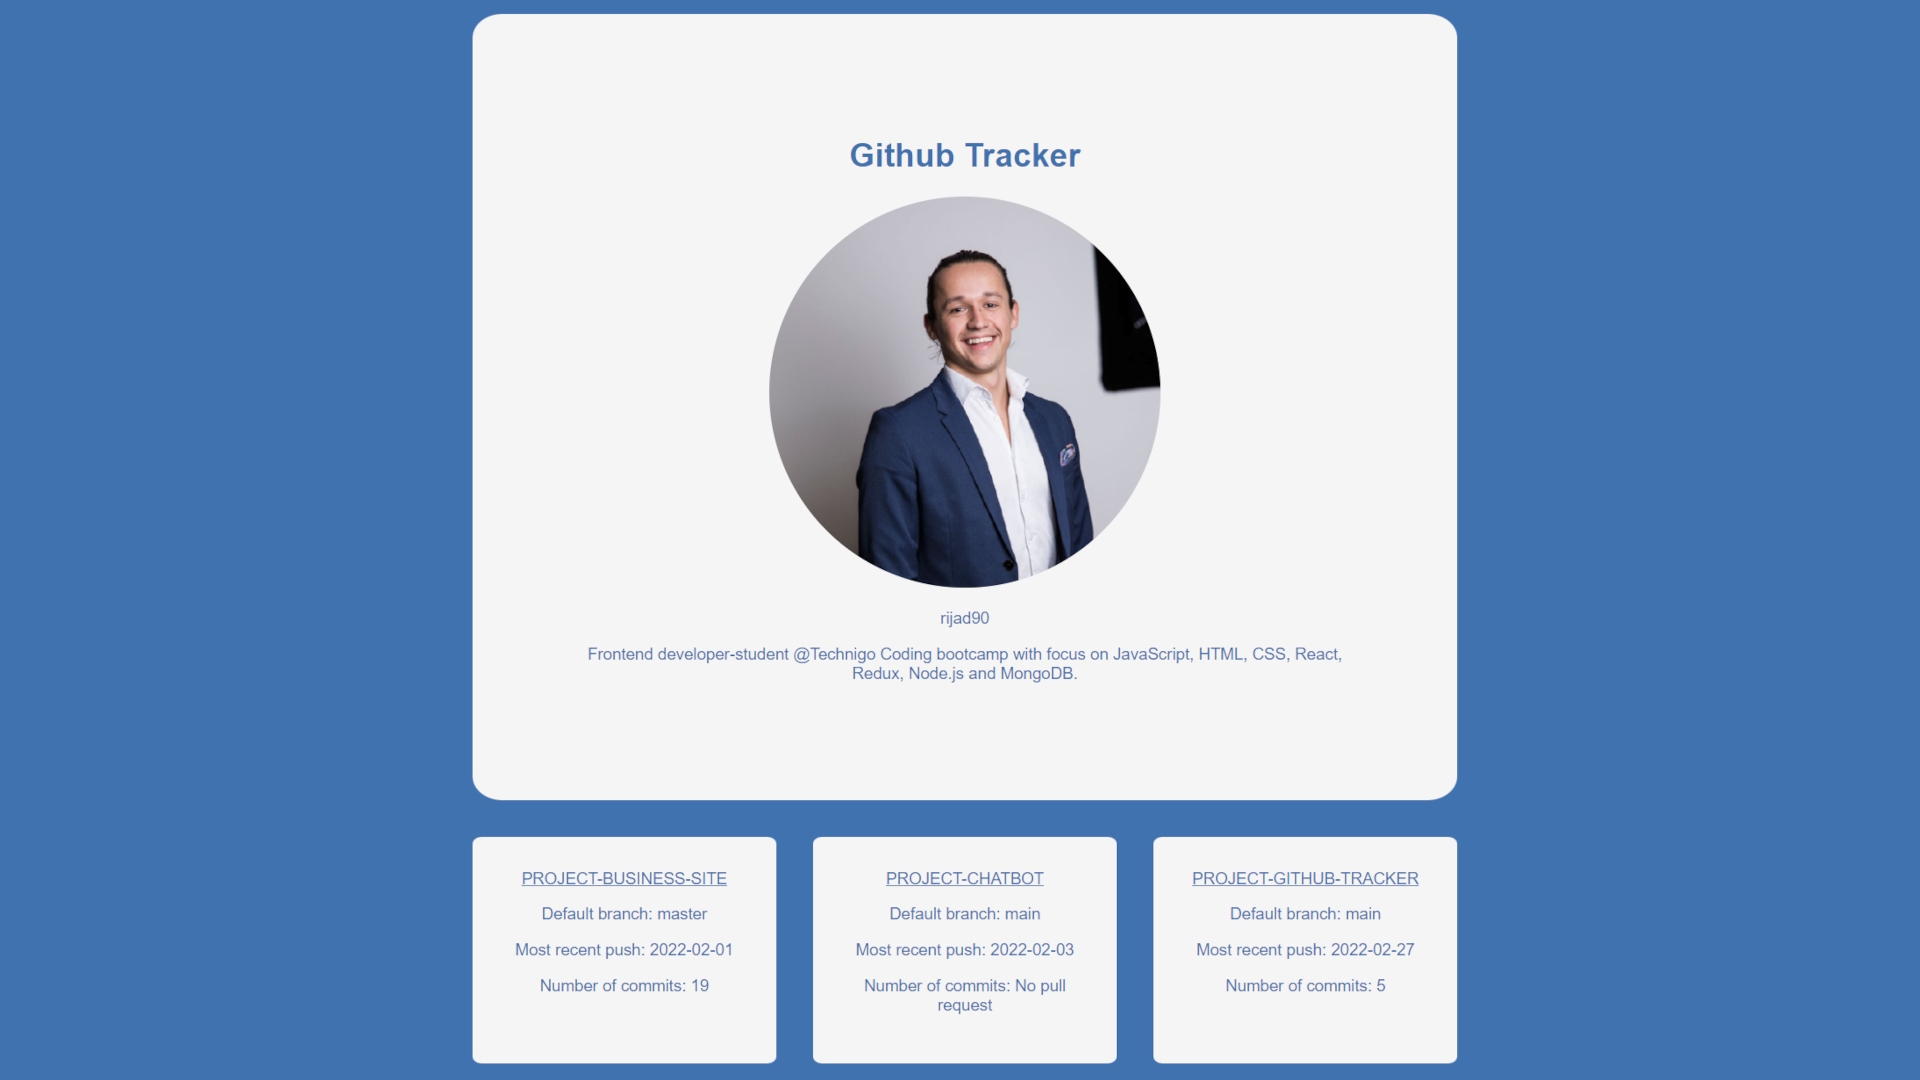 Github Tracker
rijad90
Frontend developer-student @Technigo Coding bootcamp with focus on JavaScript, HTML, CSS, React,
Redux, Node.js and MongoDB.
PROJECT-BUSINESS-SITE
Default branch: master
Most recent push: 2022-02-01
Number of commits: 19
PROJECT-CHATBOT
Default branch: main
Most recent push: 2022-02-03
Number of commits: No pull
request
PROJECT-GITHUB-TRACKER
Default branch: main
Most recent push: 2022-02-27
Number of commits: 5